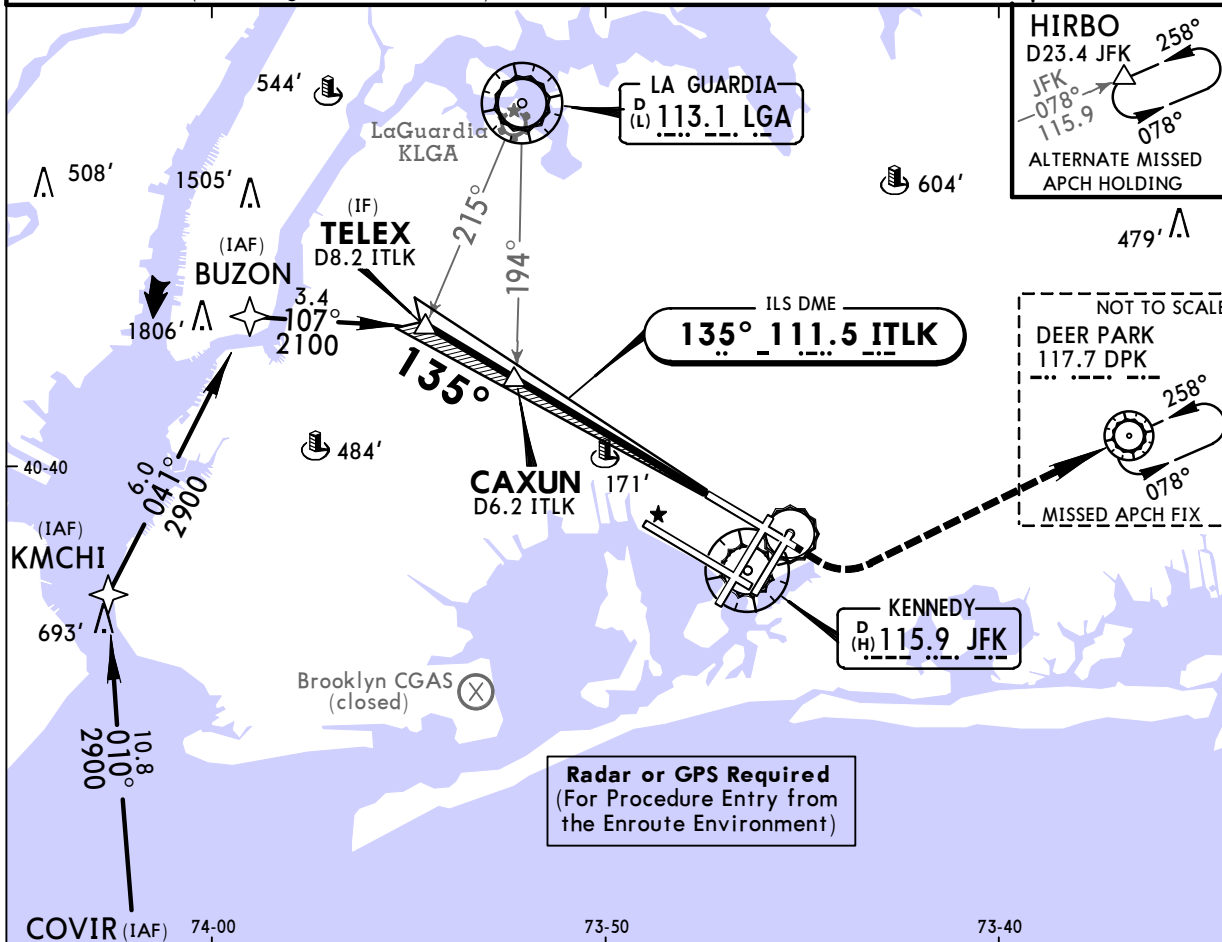 HIRBO
D23.4 JFK
258°
JFK
078°
115.9
078°
ALTERNATE MISSED
APCH HOLDING
544'
LA GUARDIA
D
(L)
113.1 LGA
LaGuardia
KLGA
508'
1505'
604'
479'
215°
194°
(IF)
TELEX
D8.2 ITLK
(IAF)
BUZON
1806'
3.4
107°
2100
135°
ILS DME
135° 111.5 ITLK
NOT TO SCALE
DEER PARK
117.7 DPK
258°
078°
MISSED APCH FIX
484'
40-40
CAXUN
D6.2 ITLK
171'
6.0
041°
2900
(IAF)
KMCHI
693'
KENNEDY
D
(H)
115.9 JFK
Brooklyn CGAS
(closed)
X
10.8
010°
2900
Radar or GPS Required
(For Procedure Entry from
the Enroute Environment)
COVIR (IAF)
74-00
73-50
73-40